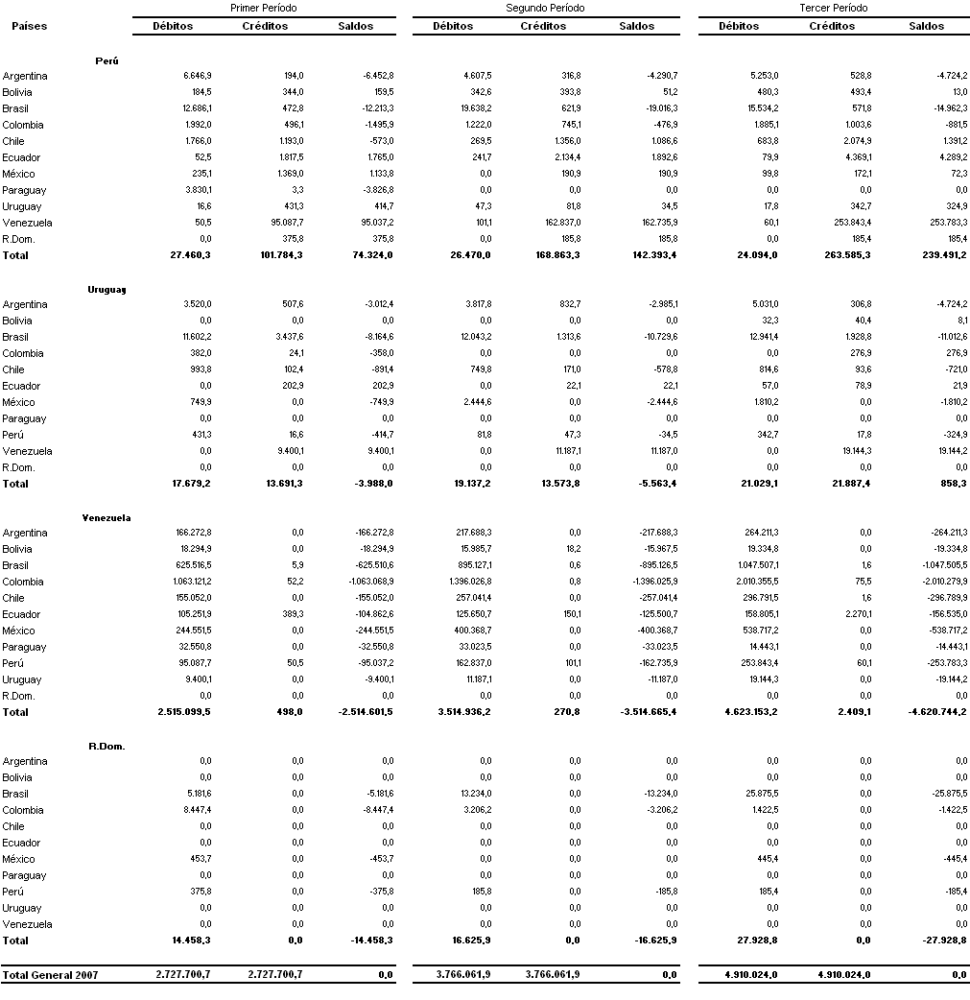 Primer Período Segundo Período Tercer Período
Países Débitos Créditos Saldos Débitos Créditos Saldos Débitos Créditos Saldos
Perú
Argentina 6.646,9 194,0 -6.452,8 4.607,5 316,8 -4.290,7 5.253,0 528,8 -4.724,2
Bolivia 184,5 344,0 159,5 342,6 393,8 51,2 480,3 493,4 13,0
Brasil 12.686,1 472,8 -12.213,3 19.638,2 621,9 -19.016,3 15.534,2 571,8 -14.962,3
Colombia 1.992,0 496,1 -1.495,9 1.222,0 745,1 -476,9 1.885,1 1.003,6 -881,5
Chile 1.766,0 1.193,0 -573,0 269,5 1.356,0 1.086,6 683,8 2.074,9 1.391,2
Ecuador 52,5 1.817,5 1.765,0 241,7 2.134,4 1.892,6 79,9 4.369,1 4.289,2
México 235,1 1.369,0 1.133,8 0,0 190,9 190,9 99,8 172,1 72,3
Paraguay 3.830,1 3,3 -3.826,8 0,0 0,0 0,0 0,0 0,0 0,0
Uruguay 16,6 431,3 414,7 47,3 81,8 34,5 17,8 342,7 324,9
Venezuela 50,5 95.087,7 95.037,2 101,1 162.837,0 162.735,9 60,1 253.843,4 253.783,3
R.Dom. 0,0 375,8 375,8 0,0 185,8 185,8 0,0 185,4 185,4
Total 27.460,3 101.784,3 74.324,0 26.470,0 168.863,3 142.393,4 24.094,0 263.585,3 239.491,2
Uruguay
Argentina 3.520,0 507,6 -3.012,4 3.817,8 832,7 -2.985,1 5.031,0 306,8 -4.724,2
Bolivia 0,0 0,0 0,0 0,0 0,0 0,0 32,3 40,4 8,1
Brasil 11.602,2 3.437,6 -8.164,6 12.043,2 1.313,6 -10.729,6 12.941,4 1.928,8 -11.012,6
Colombia 382,0 24,1 -358,0 0,0 0,0 0,0 0,0 276,9 276,9
Chile 993,8 102,4 -891,4 749,8 171,0 -578,8 814,6 93,6 -721,0
Ecuador 0,0 202,9 202,9 0,0 22,1 22,1 57,0 78,9 21,9
México 749,9 0,0 -749,9 2.444,6 0,0 -2.444,6 1.810,2 0,0 -1.810,2
Paraguay 0,0 0,0 0,0 0,0 0,0 0,0 0,0 0,0 0,0
Perú 431,3 16,6 -414,7 81,8 47,3 -34,5 342,7 17,8 -324,9
Venezuela 0,0 9.400,1 9.400,1 0,0 11.187,1 11.187,0 0,0 19.144,3 19.144,2
R.Dom. 0,0 0,0 0,0 0,0 0,0 0,0 0,0 0,0 0,0
Total 17.679,2 13.691,3 -3.988,0 19.137,2 13.573,8 -5.563,4 21.029,1 21.887,4 858,3
Venezuela
Argentina 166.272,8 0,0 -166.272,8 217.688,3 0,0 -217.688,3 264.211,3 0,0 -264.211,3
Bolivia 18.294,9 0,0 -18.294,9 15.985,7 18,2 -15.967,5 19.334,8 0,0 -19.334,8
Brasil 625.516,5 5,9 -625.510,6 895.127,1 0,6 -895.126,5 1.047.507,1 1,6 -1.047.505,5
Colombia 1.063.121,2 52,2 -1.063.068,9 1.396.026,8 0,8 -1.396.025,9 2.010.355,5 75,5 -2.010.279,9
Chile 155.052,0 0,0 -155.052,0 257.041,4 0,0 -257.041,4 296.791,5 1,6 -296.789,9
Ecuador 105.251,9 389,3 -104.862,6 125.650,7 150,1 -125.500,7 158.805,1 2.270,1 -156.535,0
México 244.551,5 0,0 -244.551,5 400.368,7 0,0 -400.368,7 538.717,2 0,0 -538.717,2
Paraguay 32.550,8 0,0 -32.550,8 33.023,5 0,0 -33.023,5 14.443,1 0,0 -14.443,1
Perú 95.087,7 50,5 -95.037,2 162.837,0 101,1 -162.735,9 253.843,4 60,1 -253.783,3
Uruguay 9.400,1 0,0 -9.400,1 11.187,1 0,0 -11.187,0 19.144,3 0,0 -19.144,2
R.Dom. 0,0 0,0 0,0 0,0 0,0 0,0 0,0 0,0 0,0
Total 2.515.099,5 498,0 -2.514.601,5 3.514.936,2 270,8 -3.514.665,4 4.623.153,2 2.409,1 -4.620.744,2
R.Dom.
Argentina 0,0 0,0 0,0 0,0 0,0 0,0 0,0 0,0 0,0
Bolivia 0,0 0,0 0,0 0,0 0,0 0,0 0,0 0,0 0,0
Brasil 5.181,6 0,0 -5.181,6 13.234,0 0,0 -13.234,0 25.875,5 0,0 -25.875,5
Colombia 8.447,4 0,0 -8.447,4 3.206,2 0,0 -3.206,2 1.422,5 0,0 -1.422,5
Chile 0,0 0,0 0,0 0,0 0,0 0,0 0,0 0,0 0,0
Ecuador 0,0 0,0 0,0 0,0 0,0 0,0 0,0 0,0 0,0
México 453,7 0,0 -453,7 0,0 0,0 0,0 445,4 0,0 -445,4
Paraguay 0,0 0,0 0,0 0,0 0,0 0,0 0,0 0,0 0,0
Perú 375,8 0,0 -375,8 185,8 0,0 -185,8 185,4 0,0 -185,4
Uruguay 0,0 0,0 0,0 0,0 0,0 0,0 0,0 0,0 0,0
Venezuela 0,0 0,0 0,0 0,0 0,0 0,0 0,0 0,0 0,0
Total 14.458,3 0,0 -14.458,3 16.625,9 0,0 -16.625,9 27.928,8 0,0 -27.928,8
Total General 2007 2.727.700,7 2.727.700,7 0,0 3.766.061,9 3.766.061,9 0,0 4.910.024,0 4.910.024,0 0,0